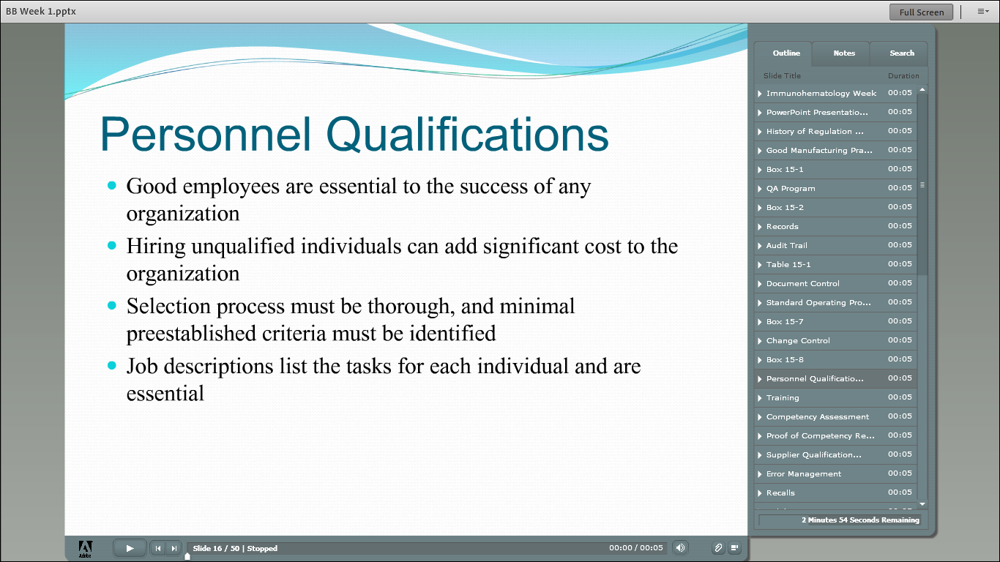 BB Week 1.pptx
Full Screen
Personnel Qualifications
Good employees are essential to the success of any
organization
Hiring unqualified individuals can add significant cost to the
organization
Selection process must be thorough, and minimal
preestablished criteria must be identified
Job descriptions list the tasks for each individual and are
essential
Outline Notes Search
Slide Title Duration
Immunohematology Week 00:05
PowerPoint Presentatio... 00:05
History of Regulation ... 00:05
Good Manufacturing Pra... 00:05
Box 15-1 00:05
QA Program 00:05
Box 15-2 00:05
Records 00:05
Audit Trail 00:05
Table 15-1 00:05
Document Control 00:05
Standard Operating Pro... 00:05
Box 15-7 00:05
Change Control 00:05
Box 15-8 00:05
Personnel Qualificatio... 00:05
Training 00:05
Competency Assessment 00:05
Proof of Competency Re... 00:05
Supplier Qualification... 00:05
Error Management 00:05
Recalls 00:05
2 Minutes 54 Seconds Remaining
Adobe
Slide 16 / 50 | Stopped 00:00 / 00:05